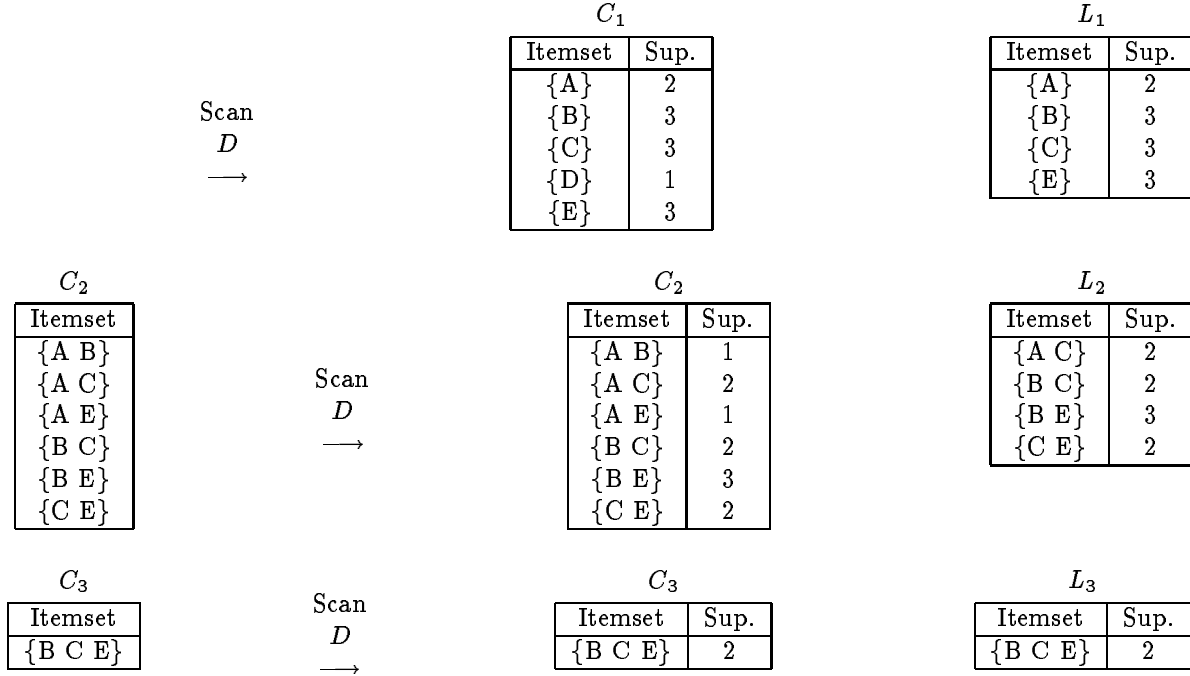 C1 L1
Itemset Sup. Itemset Sup.
{A} 2 {A} 2
Scan {B} 3 {B} 3
D {C} 3 {C} 3
⟶ {D} 1 {E} 3
{E} 3
C2 C2 L2
Itemset Itemset Sup. Itemset Sup.
{A B} {A B} 1 {A C} 2
{A C} Scan {A C} 2 {B C} 2
{A E} D {A E} 1 {B E} 3
{B C} ⟶ {B C} 2 {C E} 2
{B E} {B E} 3
{C E} {C E} 2
C3 C3 L3
Itemset Scan Itemset Sup. Itemset Sup.
{B C E} D {B C E} 2 {B C E} 2
⟶